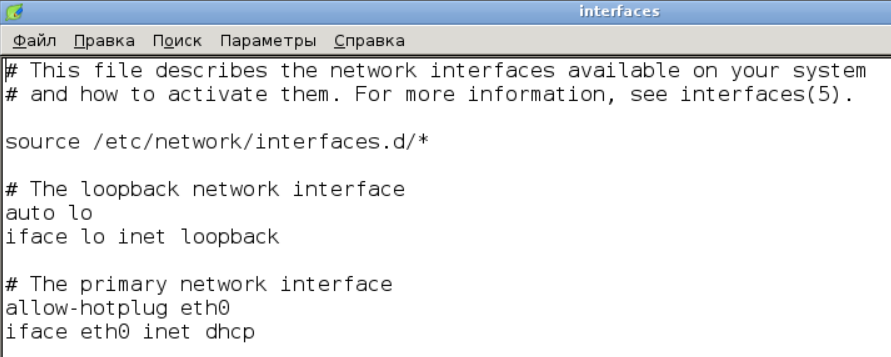 interfaces
Файл Правка Поиск Параметры Справка
# This file describes the network interfaces available on your system
# and how to activate them. For more information, see interfaces(5).
source /etc/network/interfaces.d/*
# The loopback network interface
auto lo
iface lo inet loopback
# The primary network interface
allow-hotplug eth0
iface eth0 inet dhcp